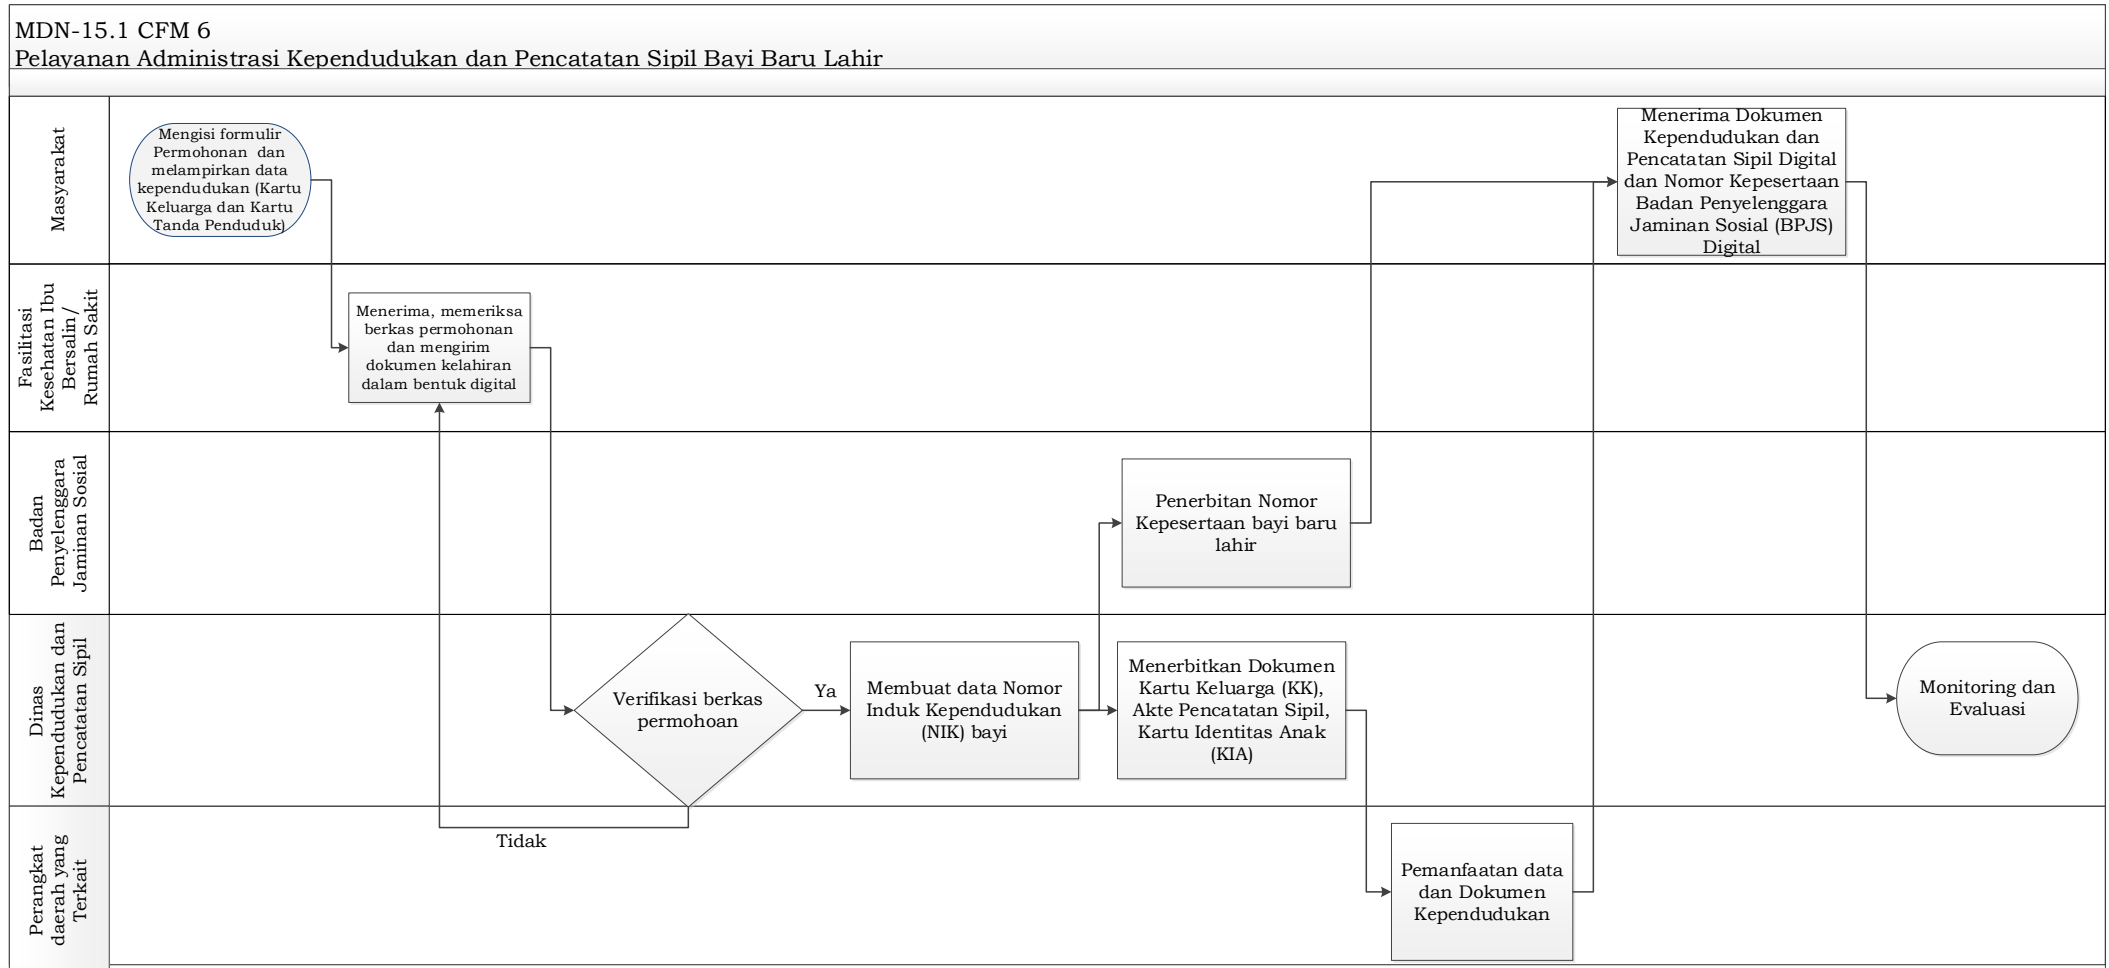 MDN-15.1 CFM 6
Pelayanan Administrasi Kependudukan dan Pencatatan Sipil Bayi Baru Lahir
Masyarakat
Mengisi formulir
Permohonan dan
melampirkan data
kependudukan (Kartu
Keluarga dan Kartu
Tanda Penduduk)
Menerima Dokumen
Kependudukan dan
Pencatatan Sipil Digital
dan Nomor Kepesertaan
Badan Penyelenggara
Jaminan Sosial (BPJS)
Digital
Fasilitasi
Kesehatan Ibu
Bersalin/
Rumah Sakit
Menerima, memeriksa
berkas permohonan
dan mengirim
dokumen kelahiran
dalam bentuk digital
Badan
Penyelenggara
Jaminan Sosial
Penerbitan Nomor
Kepesertaan bayi baru
lahir
Dinas
Kependudukan dan
Pencatatan Sipil
Verifikasi berkas
permohoan
Ya
Membuat data Nomor
Induk Kependudukan
(NIK) bayi
Menerbitkan Dokumen
Kartu Keluarga (KK),
Akte Pencatatan Sipil,
Kartu Identitas Anak
(KIA)
Monitoring dan
Evaluasi
Perangkat
daerah yang
Terkait
Tidak
Pemanfaatan data
dan Dokumen
Kependudukan